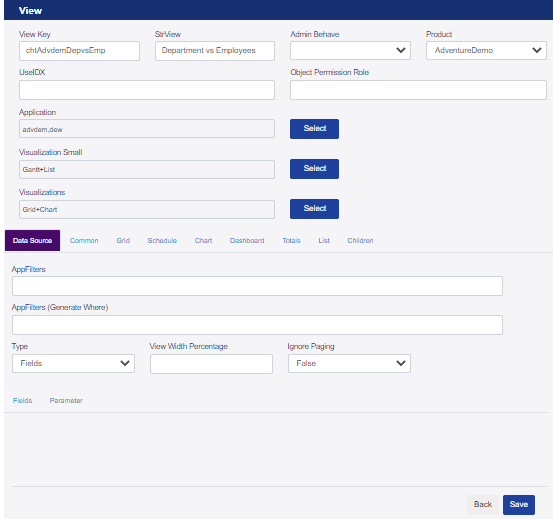 View
View Key StrView Admin Behave Product
chtAdvdemDepvsEmp Department vs Employees AdventureDemo
UseIDX Object Permission Role
Application
advdem,dew Select
Visualization Small
Gantt+List Select
Visualizations
Grid+Chart Select
Data Source Common Grid Schedule Chart Dashboard Totals List Children
AppFilters
AppFilters (Generate Where)
Type View Width Percentage Ignore Paging
Fields False
Fields Parameter
Back Save